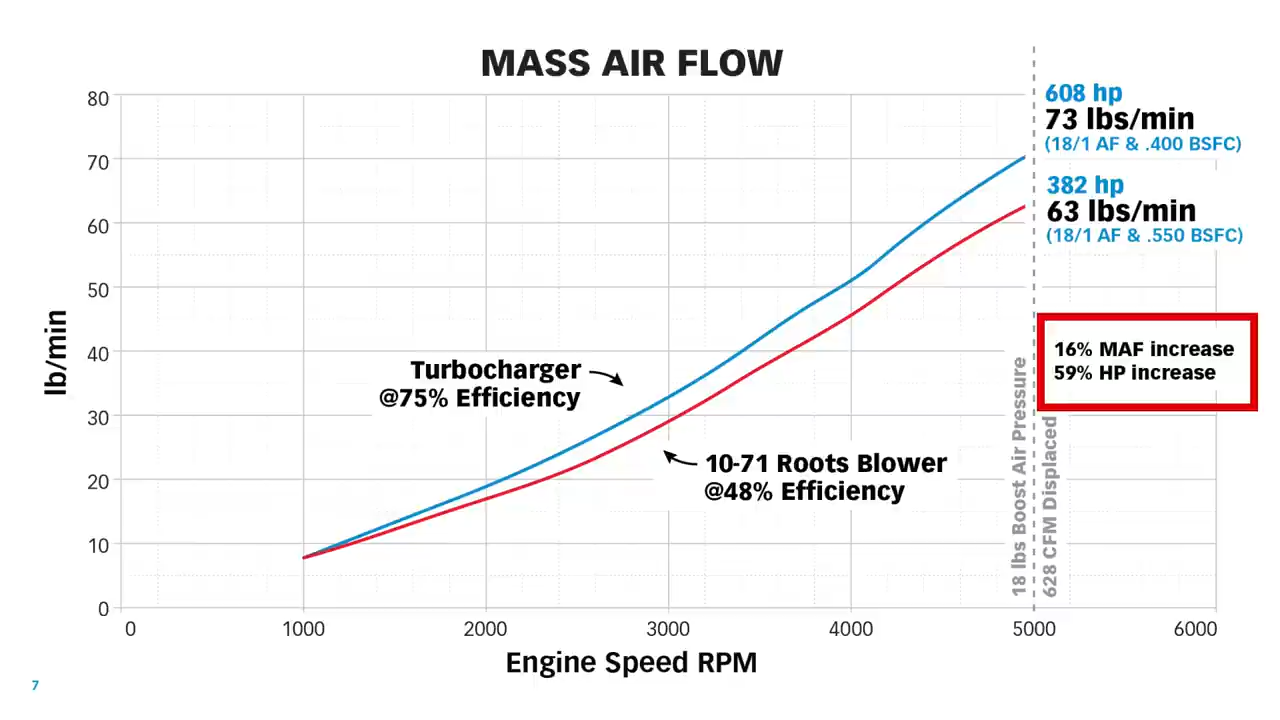 MASS AIR FLOW
80
70
60
50
40
30
20
10
0
lb/min
0
1000
2000
3000
4000
5000
6000
Engine Speed RPM
Turbocharger
@75% Efficiency
10-71 Roots Blower
@48% Efficiency
18 lbs Boost Air Pressure
628 CFM Displaced
608 hp
73 lbs/min
(18/1 AF & .400 BSFC)
382 hp
63 lbs/min
(18/1 AF & .550 BSFC)
16% MAF increase
59% HP increase
7